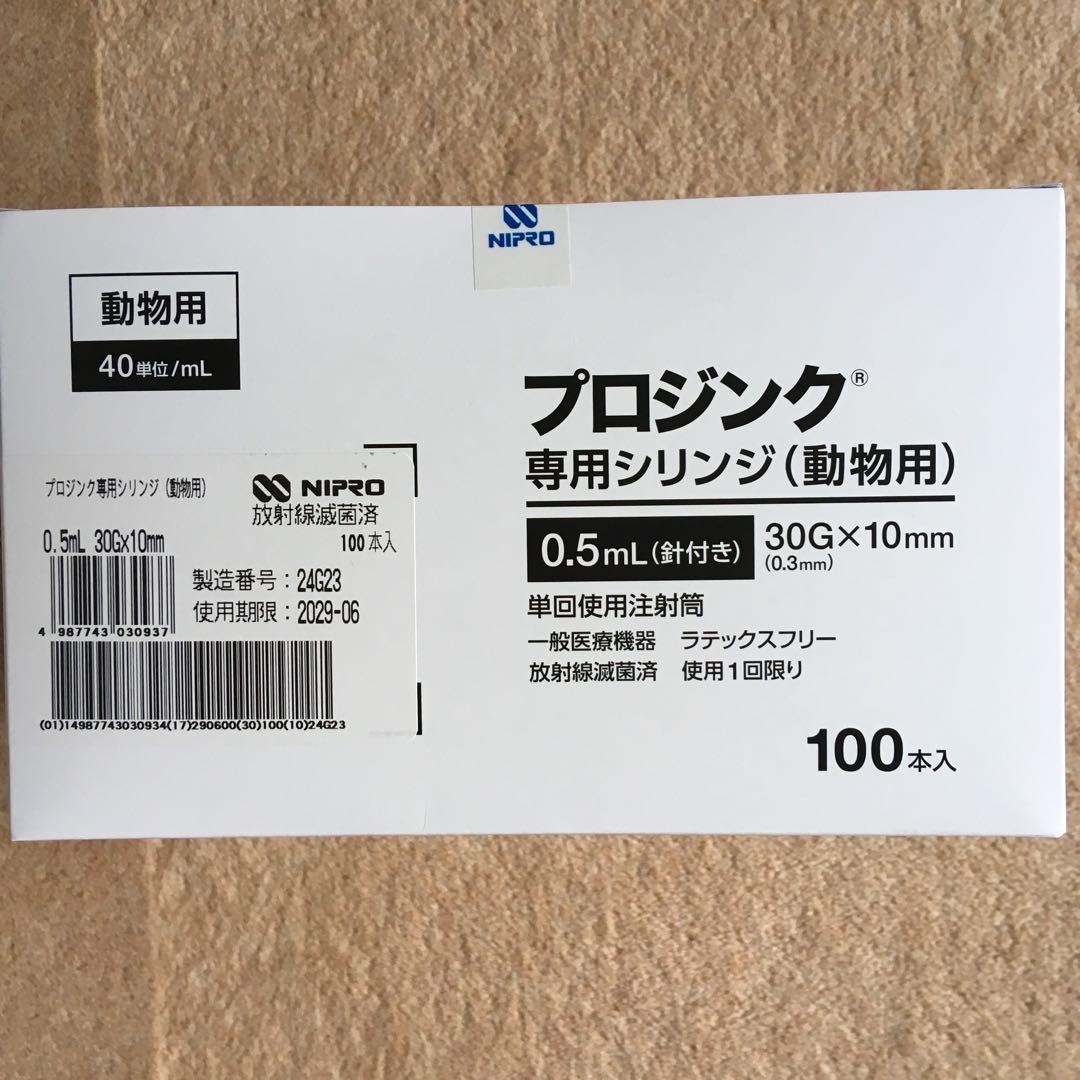 NIPRO
動物用
40単位/mL
プロジンク®
専用シリンジ(動物用)
0.5mL(針付き)
30G×10mm
(0.3mm)
単回使用注射筒
一般医療機器 ラテックスフリー
放射線滅菌済 使用1回限り
100本入
プロジンク専用シリンジ(動物用)
NIPRO
放射線滅菌済
0.5mL 30Gx10mm
100本入
製造番号:24G23
使用期限:2029-06
4 987743 030937
(01)14987743030934(17)290600(30)100(10)24G23